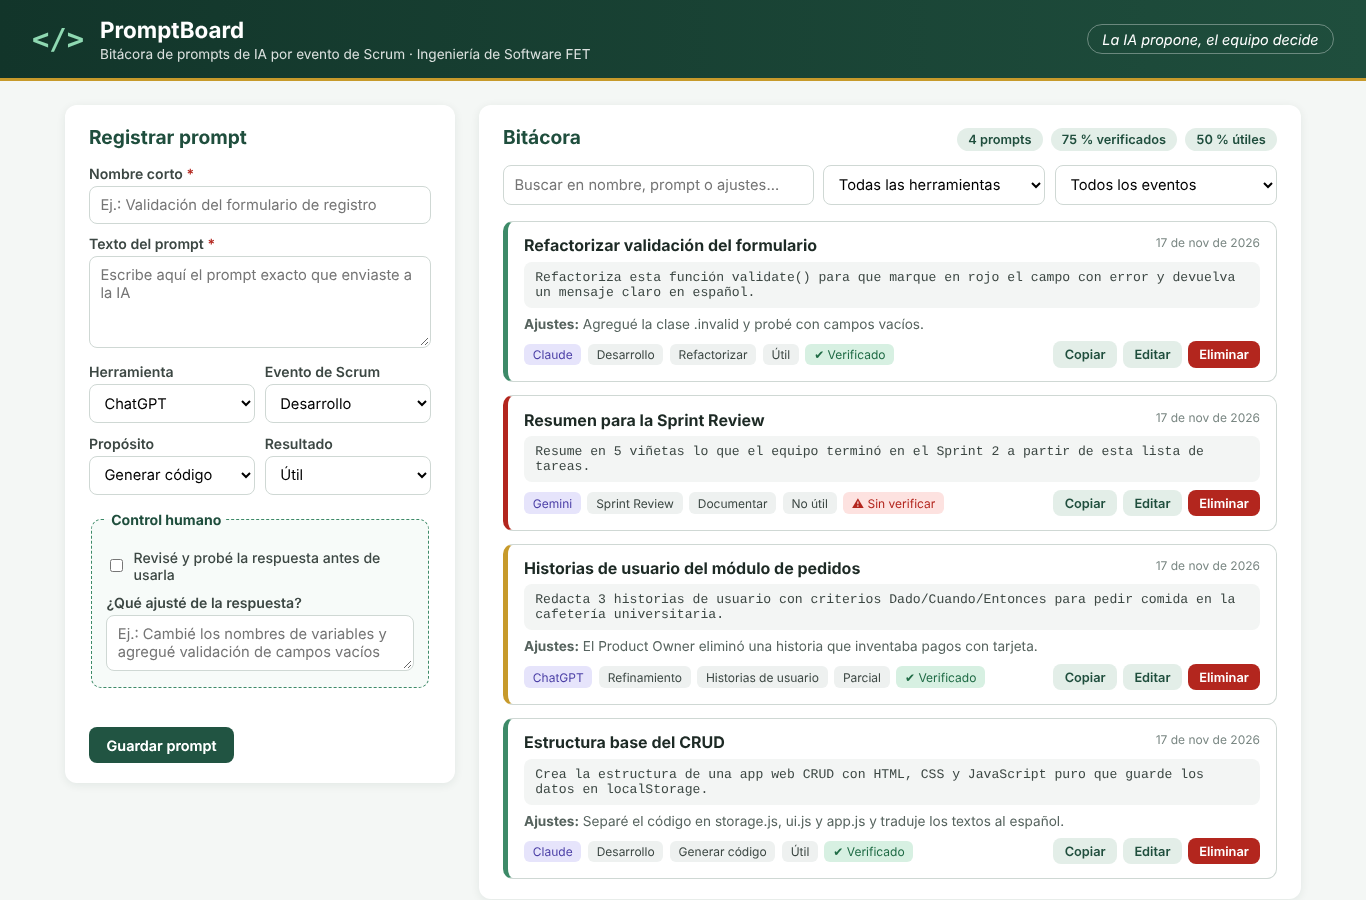 </>
PromptBoard
Bitácora de prompts de IA por evento de Scrum · Ingeniería de Software FET
La IA propone, el equipo decide
Registrar prompt
Nombre corto *
Ej.: Validación del formulario de registro
Texto del prompt *
Escribe aquí el prompt exacto que enviaste a
la IA
Herramienta
Evento de Scrum
ChatGPT
Desarrollo
Propósito
Resultado
Generar código
Útil
Control humano
Revisé y probé la respuesta antes de
usarla
¿Qué ajusté de la respuesta?
Ej.: Cambié los nombres de variables y
agregué validación de campos vacíos
Guardar prompt
Bitácora
4 prompts
75 % verificados
50 % útiles
Buscar en nombre, prompt o ajustes...
Todas las herramientas
Todos los eventos
Refactorizar validación del formulario
17 de nov de 2026
Refactoriza esta función validate() para que marque en rojo el campo con error y devuelva
un mensaje claro en español.
Ajustes: Agregué la clase .invalid y probé con campos vacíos.
Claude Desarrollo Refactorizar Útil ✔ Verificado Copiar Editar Eliminar
Resumen para la Sprint Review
17 de nov de 2026
Resume en 5 viñetas lo que el equipo terminó en el Sprint 2 a partir de esta lista de
tareas.
Gemini Sprint Review Documentar No útil ⚠ Sin verificar Copiar Editar Eliminar
Historias de usuario del módulo de pedidos
17 de nov de 2026
Redacta 3 historias de usuario con criterios Dado/Cuando/Entonces para pedir comida en la
cafetería universitaria.
Ajustes: El Product Owner eliminó una historia que inventaba pagos con tarjeta.
ChatGPT Refinamiento Historias de usuario Parcial ✔ Verificado Copiar Editar Eliminar
Estructura base del CRUD
17 de nov de 2026
Crea la estructura de una app web CRUD con HTML, CSS y JavaScript puro que guarde los
datos en localStorage.
Ajustes: Separé el código en storage.js, ui.js y app.js y traduje los textos al español.
Claude Desarrollo Generar código Útil ✔ Verificado Copiar Editar Eliminar